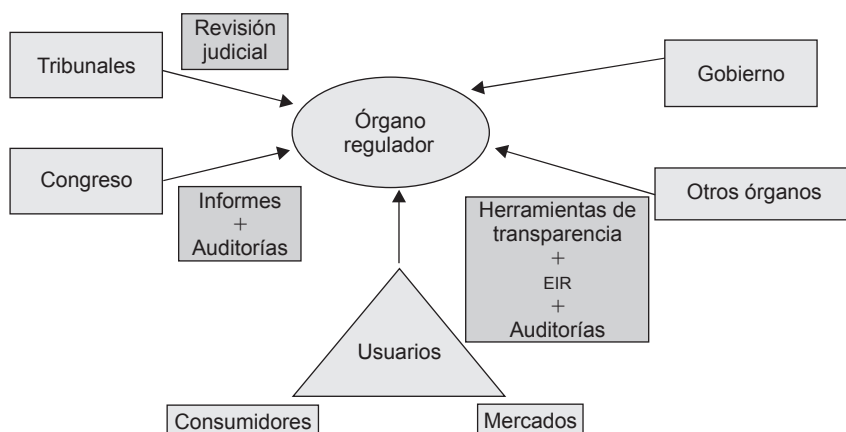 Revisión
judicial
Tribunales
Gobierno
Órgano
regulador
Congreso
Otros órganos
Informes
+
Auditorías
Herramientas de
transparencia
+
EIR
+
Auditorías
Usuarios
Consumidores
Mercados